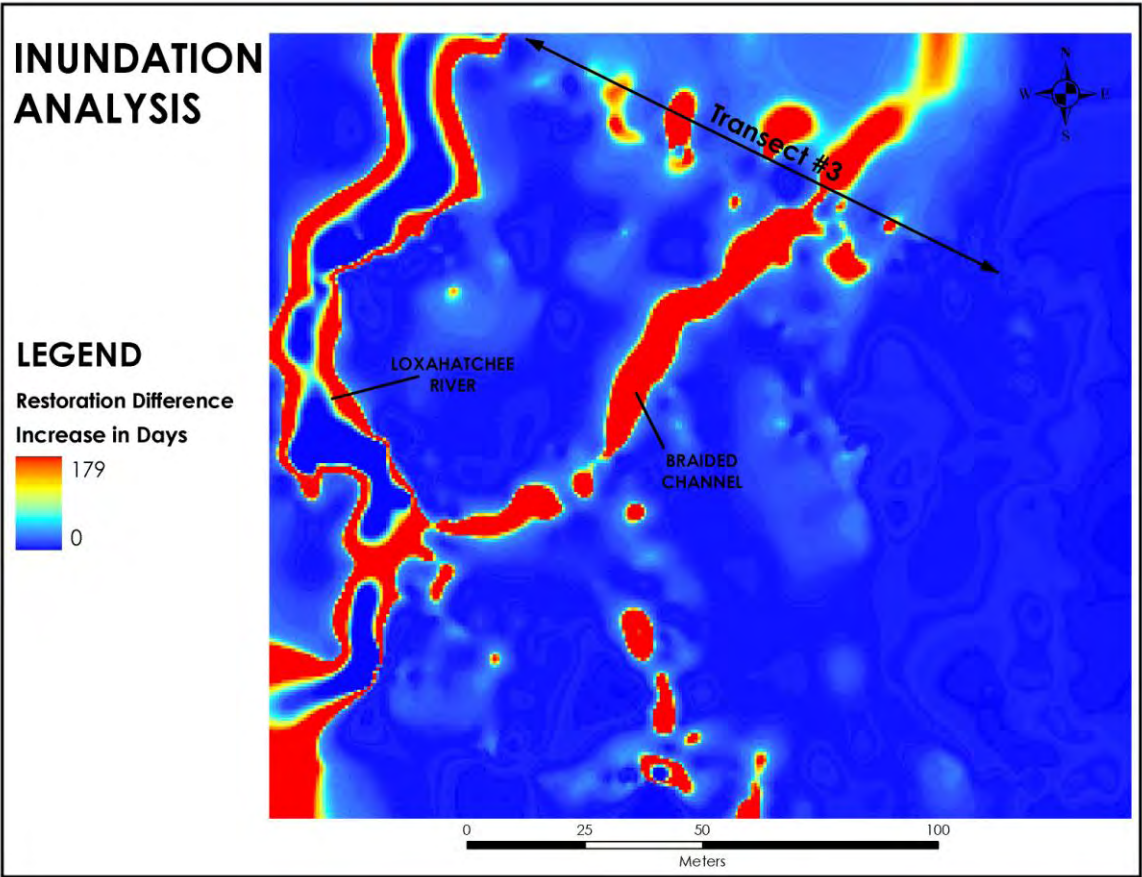 INUNDATION
ANALYSIS
N
W
E
S
Transect #3
LEGEND
Restoration Difference
Increase in Days
179
0
LOXAHATCHEE
RIVER
BRAIDED
CHANNEL
0
25
50
100
Meters